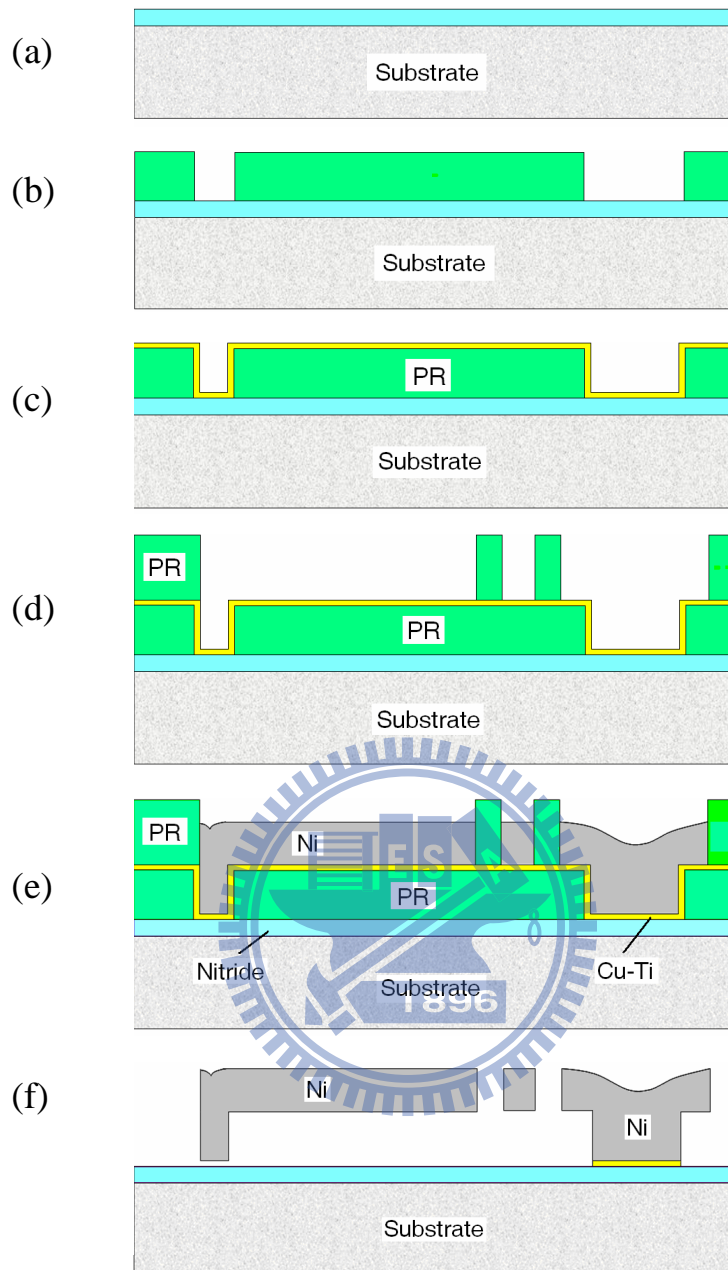 (a)
Substrate
(b)
Substrate
(c)
PR
Substrate
(d)
PR
PR
Substrate
(e)
PR
Ni
E S
PR
Nitride
Cu-Ti
Substrate
1896
(f)
Ni
Ni
Substrate